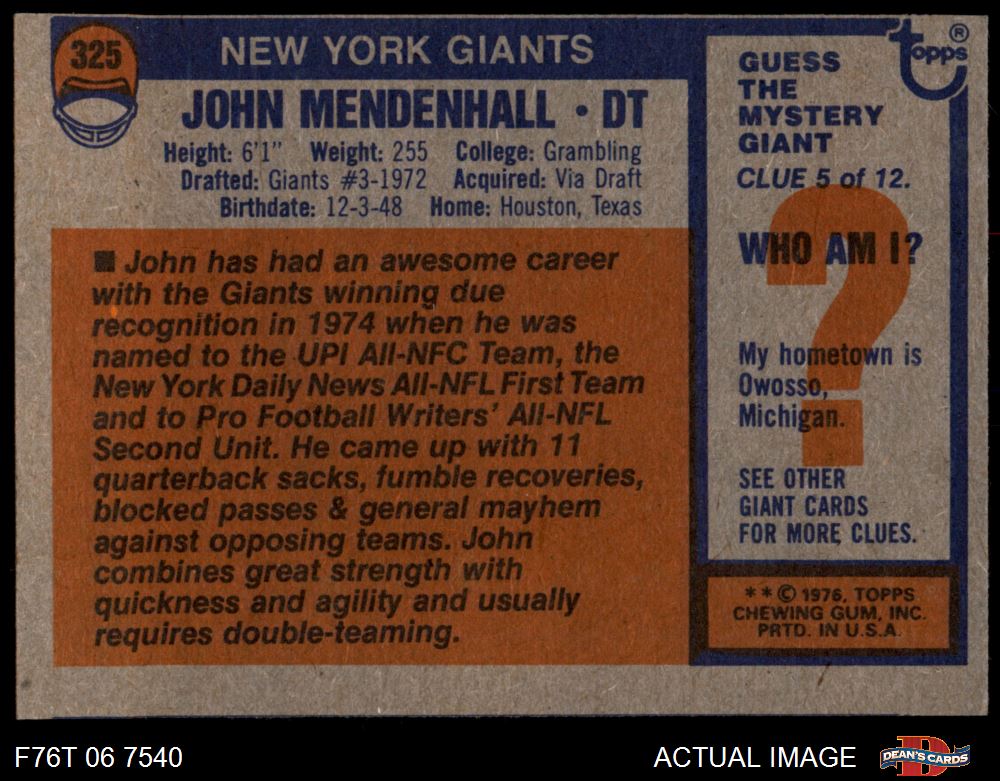 325
NEW YORK GIANTS
JOHN MENDENHALL • DT
Height: 6'1" Weight: 255 College: Grambling
Drafted: Giants #3-1972 Acquired: Via Draft
Birthdate: 12-3-48 Home: Houston, Texas
■ John has had an awesome career
with the Giants winning due
recognition in 1974 when he was
named to the UPI All-NFC Team, the
New York Daily News All-NFL First Team
and to Pro Football Writers' All-NFL
Second Unit. He came up with 11
quarterback sacks, fumble recoveries,
blocked passes & general mayhem
against opposing teams. John
combines great strength with
quickness and agility and usually
requires double-teaming.
topps®
GUESS
THE
MYSTERY
GIANT
CLUE 5 of 12.
?
WHO AM I?
My hometown is
Owosso,
Michigan.
SEE OTHER
GIANT CARDS
FOR MORE CLUES.
**© 1976, TOPPS
CHEWING GUM, INC.
PRTD. IN U.S.A.
F76T 06 7540
ACTUAL IMAGE
DEAN'S CARDS